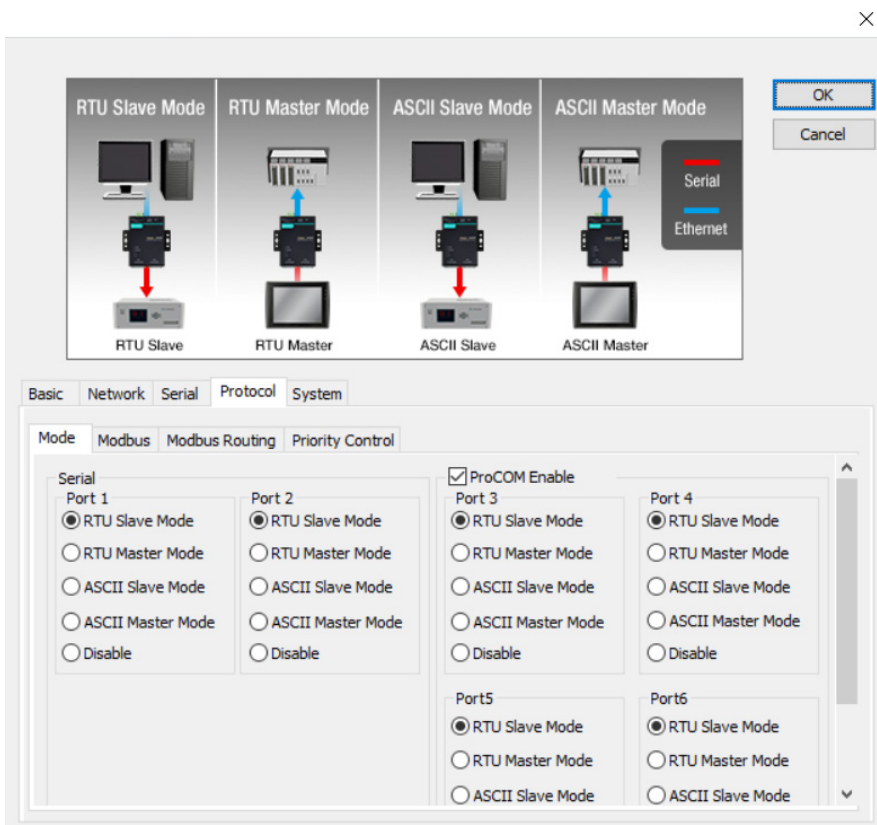 RTU Slave Mode
RTU Master Mode
ASCII Slave Mode
ASCII Master Mode
Serial
Ethernet
RTU Slave
RTU Master
ASCII Slave
ASCII Master
OK
Cancel
Basic Network Serial Protocol System
Mode Modbus Modbus Routing Priority Control
Serial
Port 1
RTU Slave Mode
RTU Master Mode
ASCII Slave Mode
ASCII Master Mode
Disable
Port 2
RTU Slave Mode
RTU Master Mode
ASCII Slave Mode
ASCII Master Mode
Disable
ProCOM Enable
Port 3
RTU Slave Mode
RTU Master Mode
ASCII Slave Mode
ASCII Master Mode
Disable
Port 4
RTU Slave Mode
RTU Master Mode
ASCII Slave Mode
ASCII Master Mode
Disable
Port5
RTU Slave Mode
RTU Master Mode
ASCII Slave Mode
Port6
RTU Slave Mode
RTU Master Mode
ASCII Slave Mode